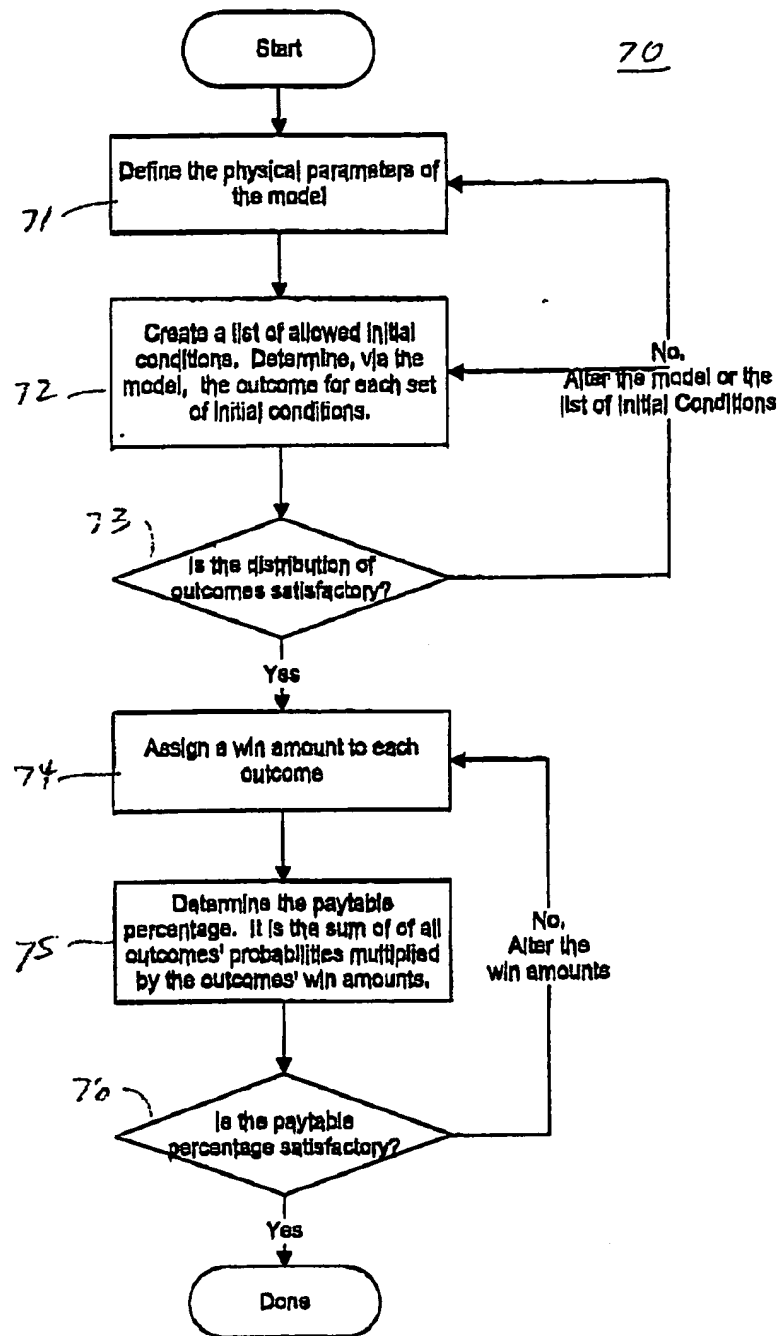 Start
70
Define the physical parameters of
the model
71
Create a list of allowed initial
conditions. Determine, via the
model, the outcome for each set
of initial conditions.
72
No.
Alter the model or the
list of Initial Conditions
73
Is the distribution of
outcomes satisfactory?
Yes
Assign a win amount to each
outcome
74
Determine the paytable
percentage. It is the sum of of all
outcomes' probabilities multiplied
by the outcomes' win amounts.
75
No,
Alter the
win amounts
76
Is the paytable
percentage satisfactory?
Yes
Done